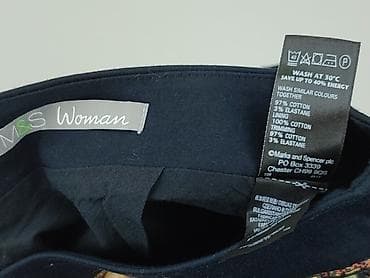 M&S Woman
WASH AT 30°C
SAVE UP TO 40% ENERGY
WASH SIMILAR COLOURS
TOGETHER
97% COTTON
3% ELASTANE
LINING
100% COTTON
TRIMMING
97% COTTON
3% ELASTANE
©Marks and Spencer plc
PO Box 3339
Chester CH99 9QS